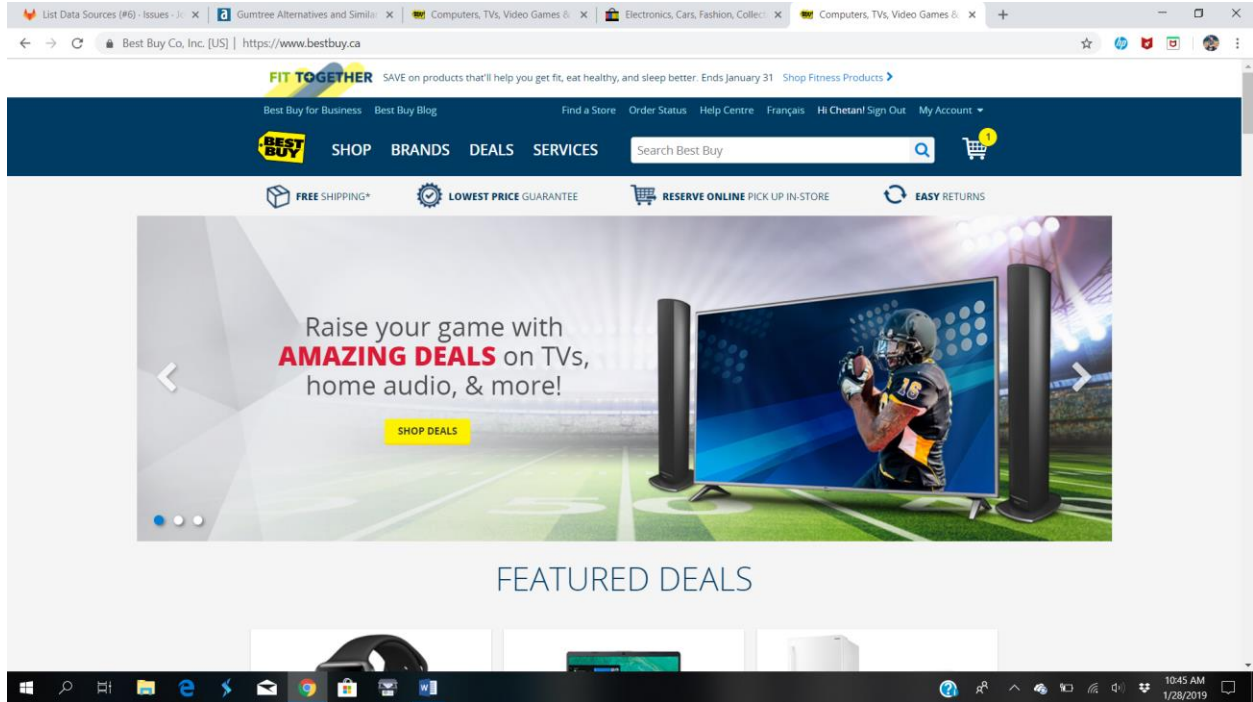 List Data Sources (#6) · Issues · Jo
Gumtree Alternatives and Similar
Computers, TVs, Video Games &
Electronics, Cars, Fashion, Collect
Computers, TVs, Video Games &
Best Buy Co, Inc. [US] | https://www.bestbuy.ca
FIT TOGETHER SAVE on products that'll help you get fit, eat healthy, and sleep better. Ends January 31 Shop Fitness Products
Best Buy for Business Best Buy Blog Find a Store Order Status Help Centre Français Hi Chetan! Sign Out My Account
BEST BUY
SHOP BRANDS DEALS SERVICES Search Best Buy 1
FREE SHIPPING* LOWEST PRICE GUARANTEE RESERVE ONLINE PICK UP IN-STORE EASY RETURNS
Raise your game with
AMAZING DEALS on TVs,
home audio, & more!
SHOP DEALS
16
50
FEATURED DEALS
10:45 AM
1/28/2019